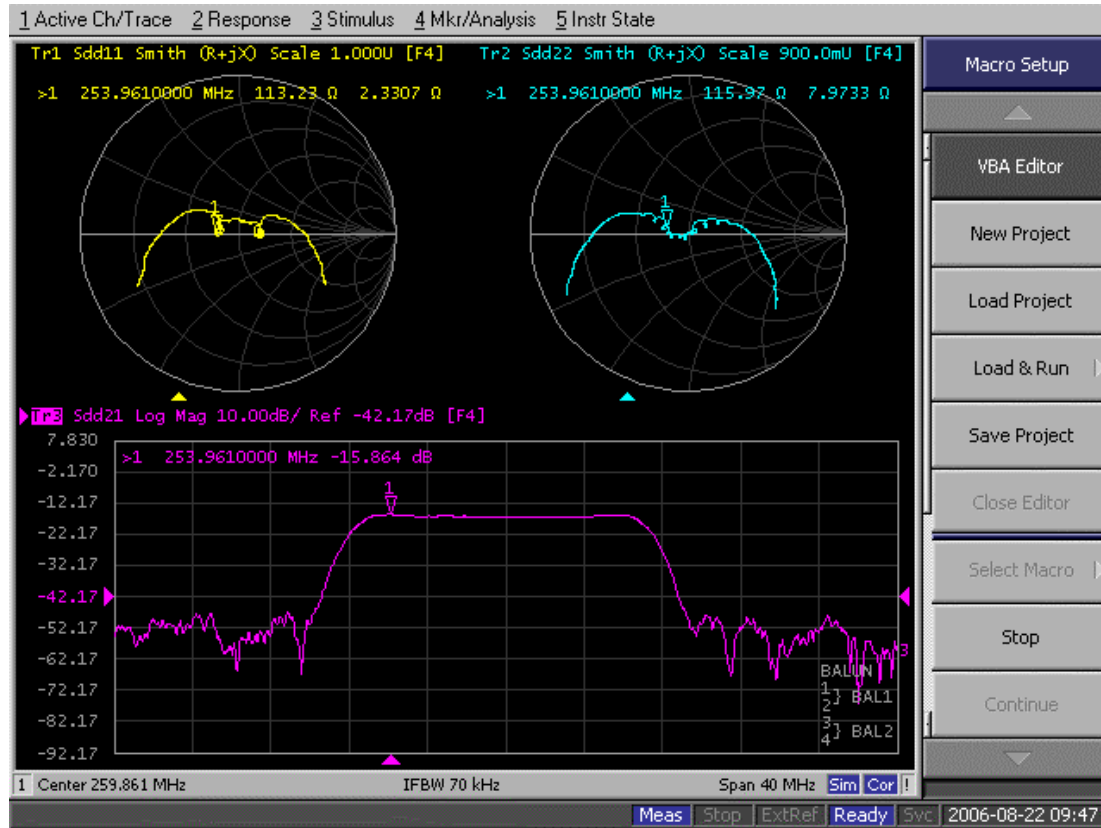 1 Active Ch/Trace 2 Response 3 Stimulus 4 Mkr/Analysis 5 Instr State
Tr1 Sdd11 Smith (R+jX) Scale 1.000U [F4]
>1 253.9610000 MHz 113.23 Ω 2.3307 Ω
1
Tr2 Sdd22 Smith (R+jX) Scale 900.0mU [F4]
>1 253.9610000 MHz 115.97 Ω 7.9733 Ω
1
Tr3 Sdd21 Log Mag 10.00dB/ Ref -42.17dB [F4]
>1 253.9610000 MHz -15.864 dB
1
7.830
-2.170
-12.17
-22.17
-32.17
-42.17
-52.17
-62.17
-72.17
-82.17
-92.17
3
BALUN
1
2} BAL1
3
4} BAL2
1 Center 259.861 MHz IFBW 70 kHz Span 40 MHz Sim Cor !
Meas Stop ExtRef Ready Svc 2006-08-22 09:47
Macro Setup
VBA Editor
New Project
Load Project
Load & Run
Save Project
Close Editor
Select Macro
Stop
Continue